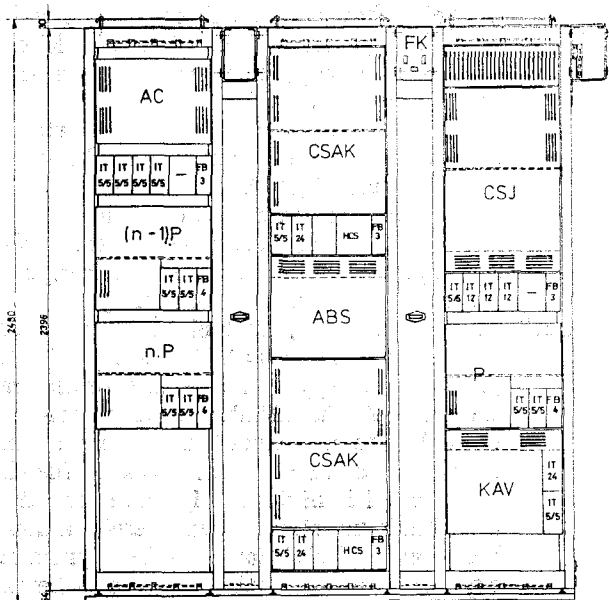 FK
AC
CSAK
CSJ
IT 5/5 IT 5/5 IT 5/5 IT 5/5 — FB 3
(n-1).P
IT 5/5 IT 5/5 FB 4
n.P
IT 5/5 IT 5/5 FB 4
IT 5/5 IT 24 HCS FB 3
ABS
CSAK
IT 5/5 IT 24 HCS FB 3
IT 5/5 IT 12 IT 12 IT 12 — FB 3
P
IT 5/5 IT 5/5 FB 4
KAV
IT 24
IT 5/5
2450
2396